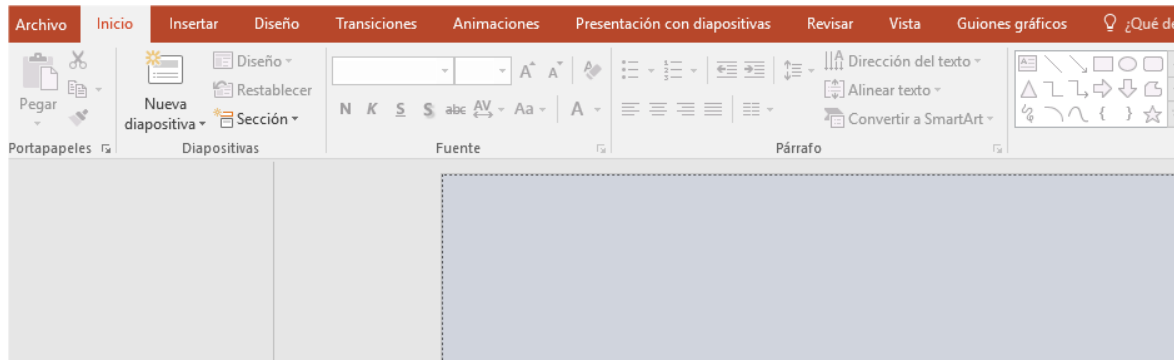 Archivo Inicio Insertar Diseño Transiciones Animaciones Presentación con diapositivas Revisar Vista Guiones gráficos ¿Qué de
Diseño
Dirección del texto
Restablecer
Alinear texto
Pegar
Nueva
diapositiva
Sección
N K S S abc AV Aa A
Convertir a SmartArt
Portapapeles Diapositivas Fuente Párrafo